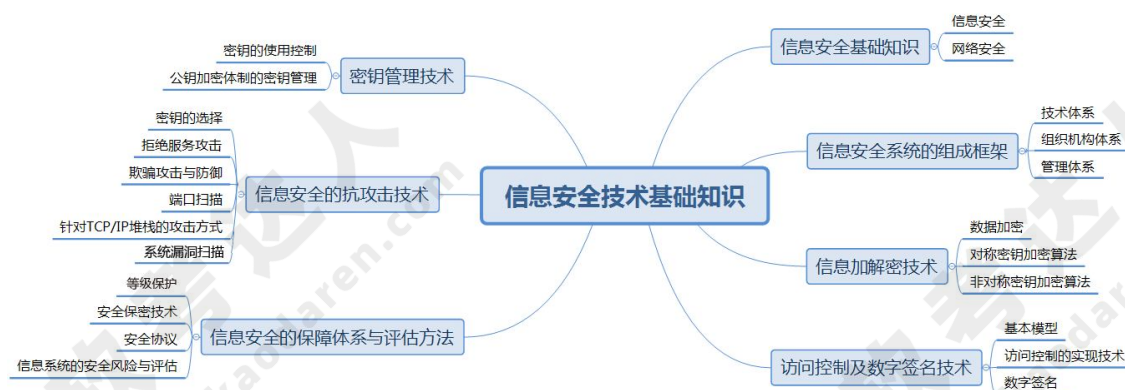 信息安全技术基础知识
密钥管理技术
密钥的使用控制
公钥加密体制的密钥管理
信息安全的抗攻击技术
密钥的选择
拒绝服务攻击
欺骗攻击与防御
端口扫描
针对TCP/IP堆栈的攻击方式
系统漏洞扫描
信息安全的保障体系与评估方法
等级保护
安全保密技术
安全协议
信息系统的安全风险与评估
信息安全基础知识
信息安全
网络安全
信息安全系统的组成框架
技术体系
组织机构体系
管理体系
信息加解密技术
数据加密
对称密钥加密算法
非对称密钥加密算法
访问控制及数字签名技术
基本模型
访问控制的实现技术
数字签名